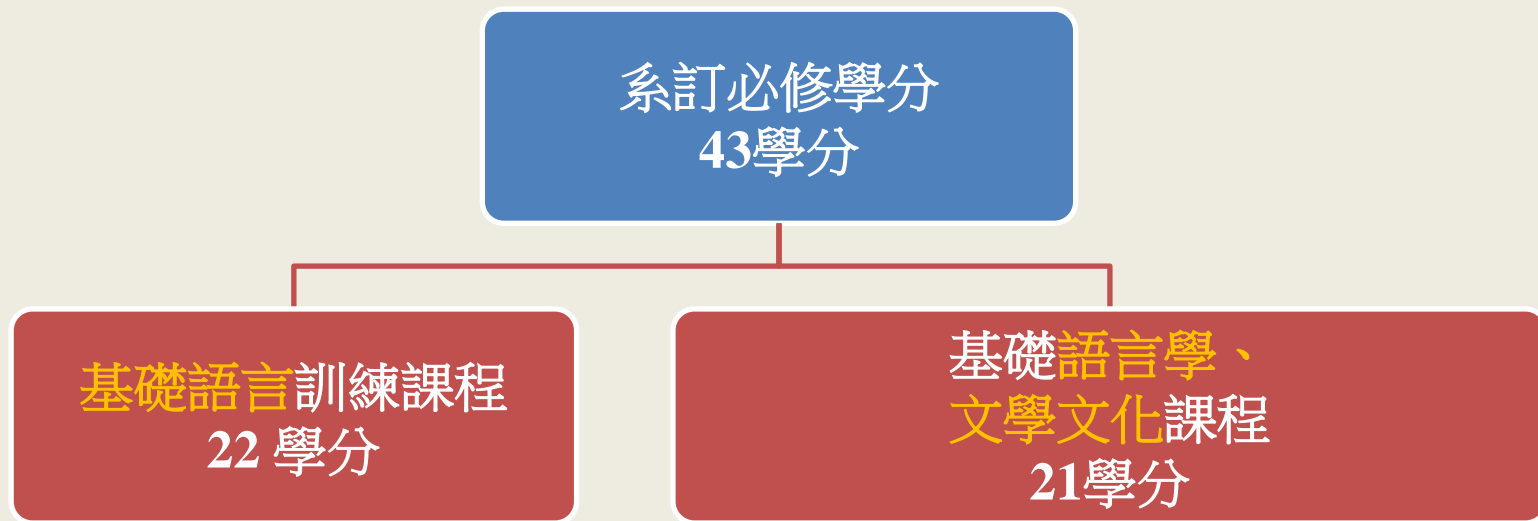 系訂必修學分
43學分
基礎語言訓練課程
22 學分
基礎語言學、
文學文化課程
21學分